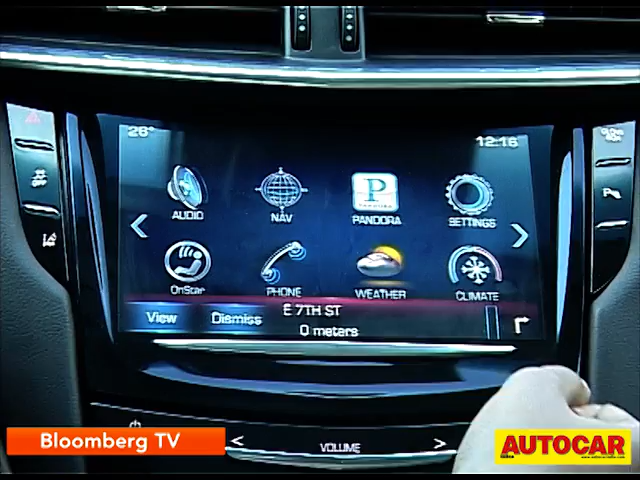 26°
12:16
AUDIO
NAV
PANDORA
SETTINGS
OnStar
PHONE
WEATHER
CLIMATE
View
Dismiss
E 7TH ST
0 meters
VOLUME
Bloomberg TV
AUTOCAR